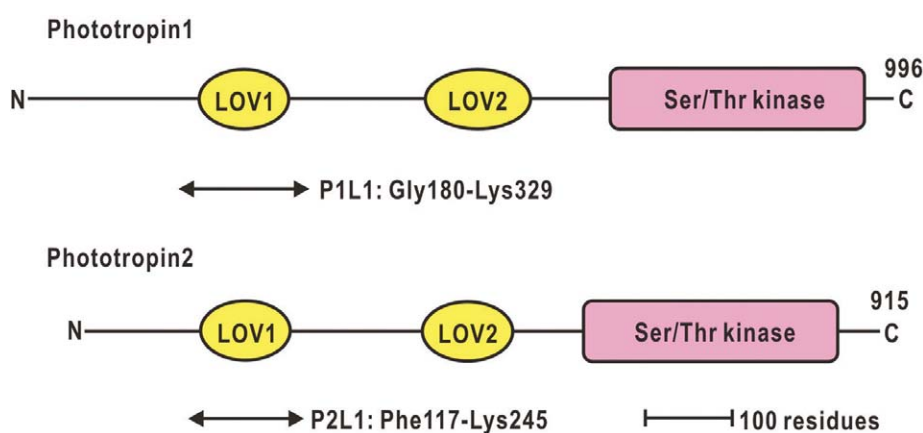 Phototropin1
996
N LOV1 LOV2 Ser/Thr kinase C
P1L1: Gly180-Lys329
Phototropin2
915
N LOV1 LOV2 Ser/Thr kinase C
P2L1: Phe117-Lys245 100 residues